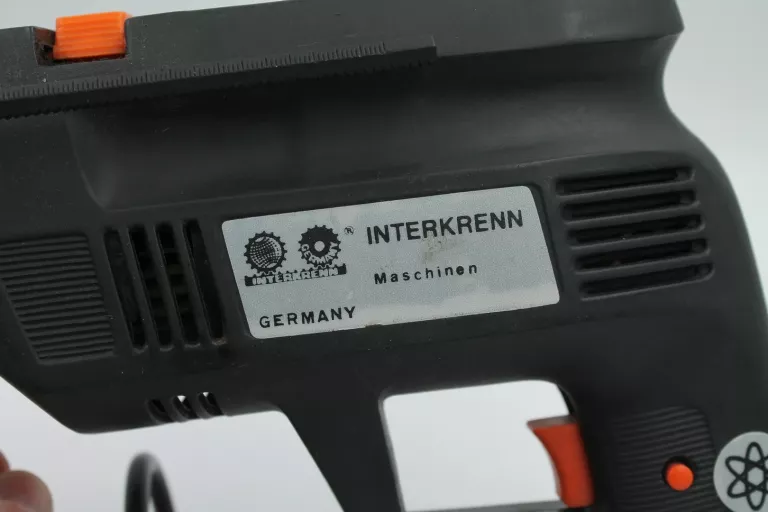 ® INTERKRENN
INTERKRENN
Maschinen
GERMANY